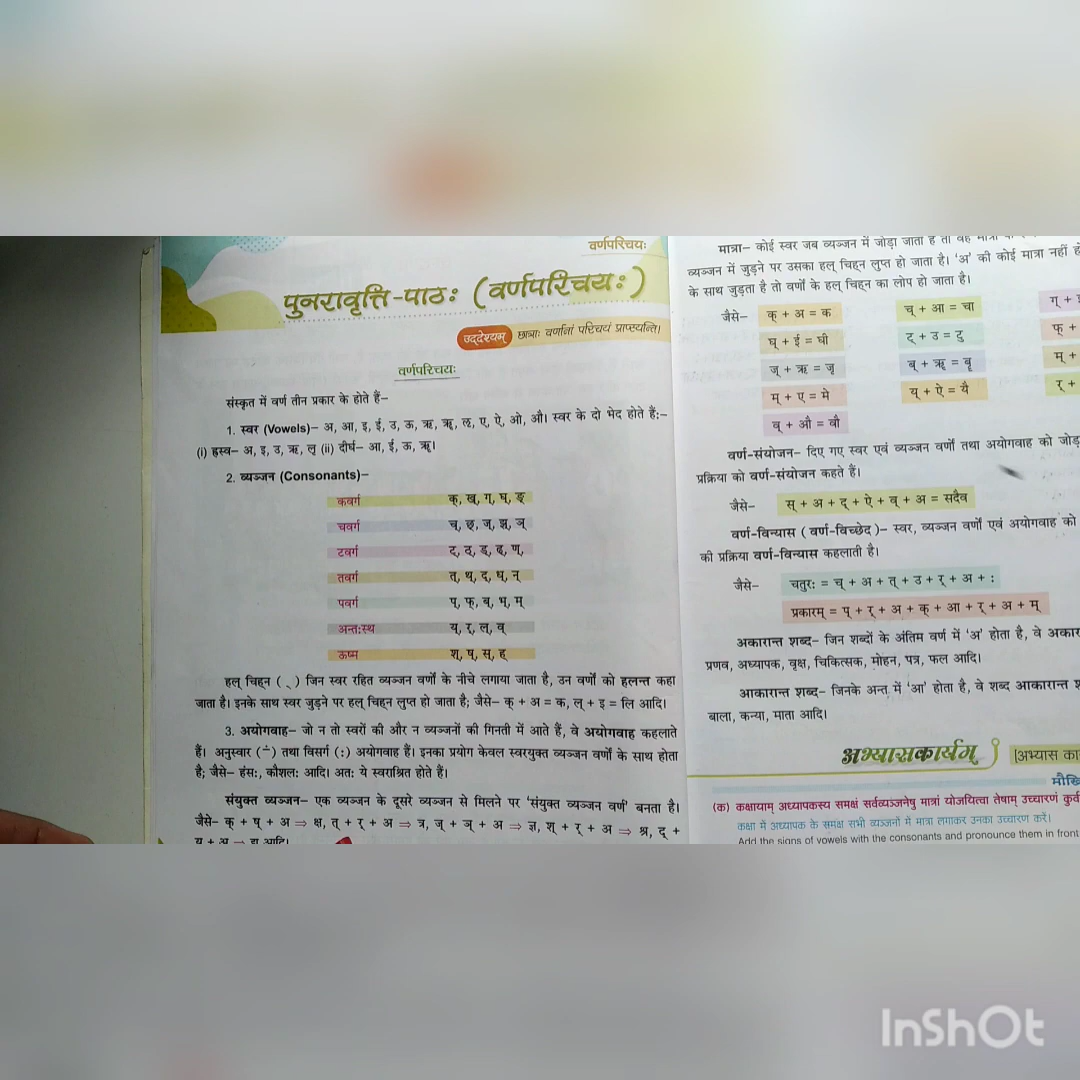 वर्णपरिचयः
पुनरावृत्ति-पाठः (वर्णपरिचयः)
उद्देश्यम् छात्राः वर्णानां परिचयं प्राप्स्यन्ति।
वर्णपरिचयः
संस्कृत में वर्ण तीन प्रकार के होते हैं–
1. स्वर (Vowels)– अ, आ, इ, ई, उ, ऊ, ऋ, ॠ, ऌ, ए, ऐ, ओ, औ। स्वर के दो भेद होते हैं:–
(i) ह्रस्व– अ, इ, उ, ऋ, लृ (ii) दीर्घ– आ, ई, ऊ, ॠ।
2. व्यञ्जन (Consonants)–
कवर्ग क्, ख्, ग्, घ्, ङ्
चवर्ग च्, छ्, ज्, झ्, ञ्
टवर्ग ट्, ठ्, ड्, ढ्, ण्,
तवर्ग त्, थ्, द्, ध्, न्
पवर्ग प्, फ्, ब्, भ्, म्
अन्तःस्थ य्, र्, ल्, व्
ऊष्म श्, ष्, स्, ह्
हल् चिह्न ( ् ) जिन स्वर रहित व्यञ्जन वर्णों के नीचे लगाया जाता है, उन वर्णों को हलन्त कहा
जाता है। इनके साथ स्वर जुड़ने पर हल् चिह्न लुप्त हो जाता है; जैसे– क् + अ = क, ल् + इ = लि आदि।
3. अयोगवाह– जो न तो स्वरों की और न व्यञ्जनों की गिनती में आते हैं, वे अयोगवाह कहलाते
हैं। अनुस्वार (∸) तथा विसर्ग (:) अयोगवाह हैं। इनका प्रयोग केवल स्वरयुक्त व्यञ्जन वर्णों के साथ होता
है; जैसे– हंसः, कौशलः आदि। अतः ये स्वराश्रित होते हैं।
संयुक्त व्यञ्जन– एक व्यञ्जन के दूसरे व्यञ्जन से मिलने पर 'संयुक्त व्यञ्जन वर्ण' बनता है।
जैसे– क् + ष् + अ ⇒ क्ष, त् + र् + अ ⇒ त्र, ज् + ञ् + अ ⇒ ज्ञ, श् + र् + अ ⇒ श्र, द् +
य् + अ ⇒ द्य आदि।
मात्रा– कोई स्वर जब व्यञ्जन में जोड़ा जाता है तो वह मात्रा
व्यञ्जन में जुड़ने पर उसका हल् चिह्न लुप्त हो जाता है। 'अ' की कोई मात्रा नहीं
के साथ जुड़ता है तो वर्णों के हल् चिह्न का लोप हो जाता है।
जैसे– क् + अ = क च् + आ = चा ग् +
घ् + ई = घी ट् + उ = टु फ् +
ज् + ऋ = जृ ब् + ॠ = बॄ म् +
म् + ए = मे य् + ऐ = यै र् +
व् + औ = वौ
वर्ण-संयोजन– दिए गए स्वर एवं व्यञ्जन वर्णों तथा अयोगवाह को
प्रक्रिया को वर्ण-संयोजन कहते हैं।
जैसे– स् + अ + द् + ऐ + व् + अ = सदैव
वर्ण-विन्यास (वर्ण-विच्छेद)– स्वर, व्यञ्जन वर्णों एवं अयोगवाह को
की प्रक्रिया वर्ण-विन्यास कहलाती है।
जैसे– चतुरः = च् + अ + त् + उ + र् + अ + :
प्रकारम् = प् + र् + अ + क् + आ + र् + अ + म्
अकारान्त शब्द– जिन शब्दों के अंतिम वर्ण में 'अ' होता है, वे
प्रणव, अध्यापक, वृक्ष, चिकित्सक, मोहन, पत्र, फल आदि।
आकारान्त शब्द– जिनके अन्त में 'आ' होता है, वे शब्द आकारान्त
बाला, कन्या, माता आदि।
अभ्यासकार्यम् [अभ्यास
(क) कक्षायाम् अध्यापकस्य समक्षं सर्वव्यञ्जनेषु मात्रां योजयित्वा तेषाम् उच्चारणं
कक्षा में अध्यापक के समक्ष सभी व्यञ्जनों में मात्रा लगाकर उनका उच्चारण करें।
Add the signs of vowels with the consonants and pronounce them in front
InShOt